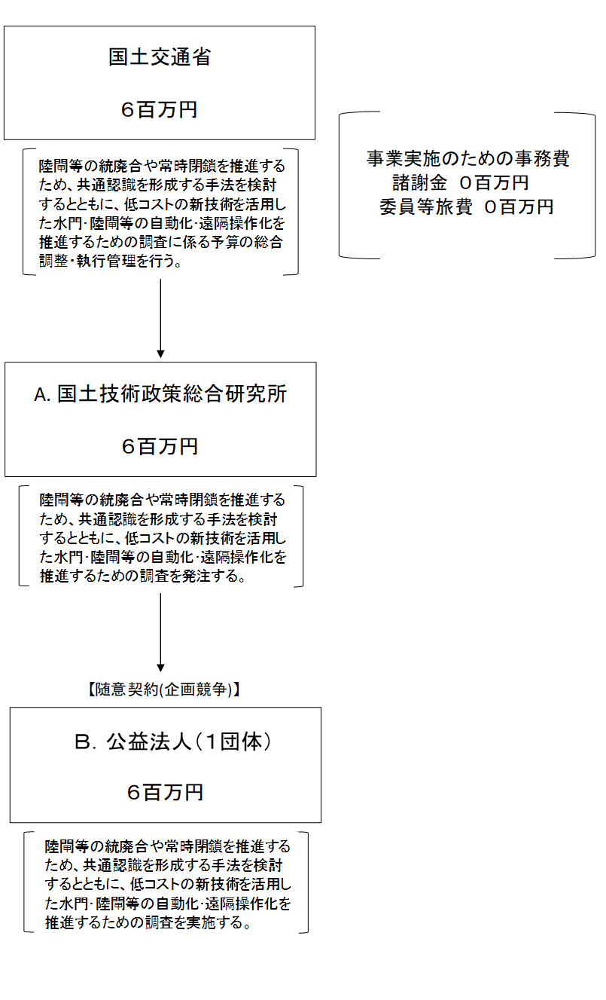 国土交通省
６百万円
陸閘等の統廃合や常時閉鎖を推進する
ため、共通認識を形成する手法を検討
するとともに、低コストの新技術を活用し
た水門・陸閘等の自動化・遠隔操作化を
推進するための調査に係る予算の総合
調整・執行管理を行う。
事業実施のための事務費
諸謝金　０百万円
委員等旅費　０百万円
A. 国土技術政策総合研究所
６百万円
陸閘等の統廃合や常時閉鎖を推進する
ため、共通認識を形成する手法を検討
するとともに、低コストの新技術を活用し
た水門・陸閘等の自動化・遠隔操作化を
推進するための調査を発注する。
【随意契約(企画競争)】
Ｂ．公益法人（１団体）
６百万円
陸閘等の統廃合や常時閉鎖を推進する
ため、共通認識を形成する手法を検討
するとともに、低コストの新技術を活用し
た水門・陸閘等の自動化・遠隔操作化を
推進するための調査を実施する。